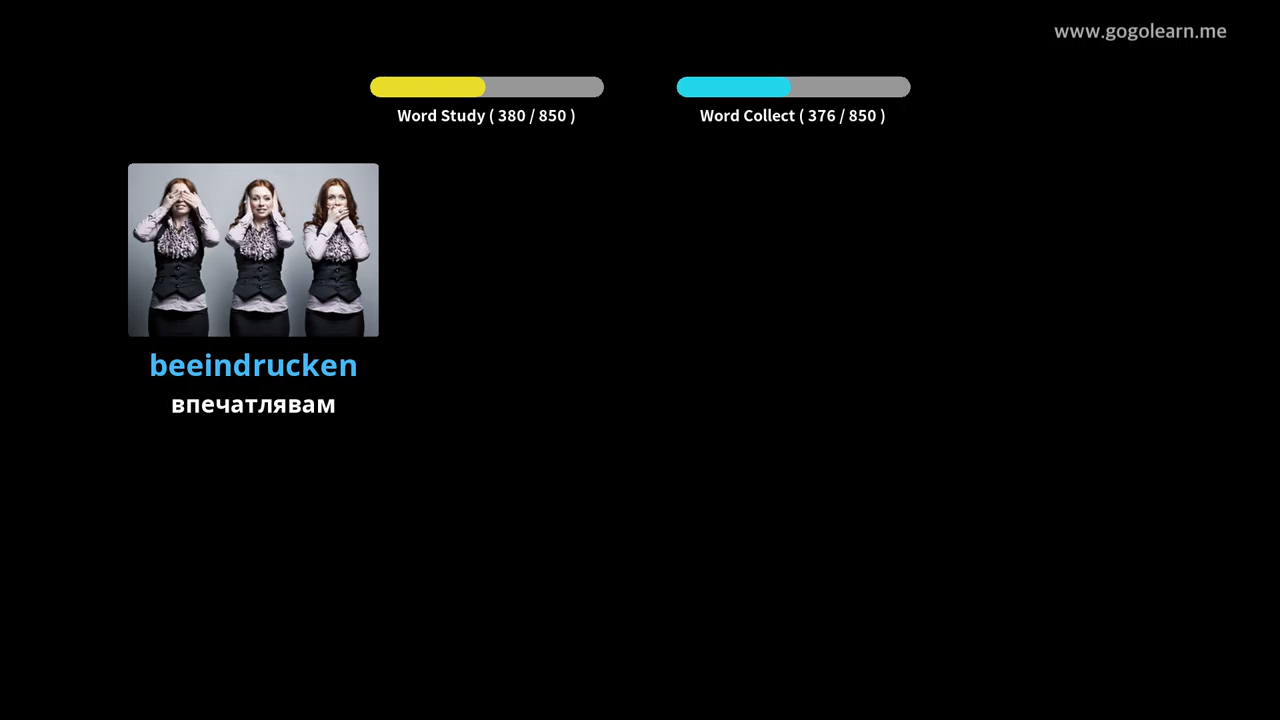 www.gogolearn.me
Word Study ( 380 / 850 )
Word Collect ( 376 / 850 )
beeindrucken
впечатлявам